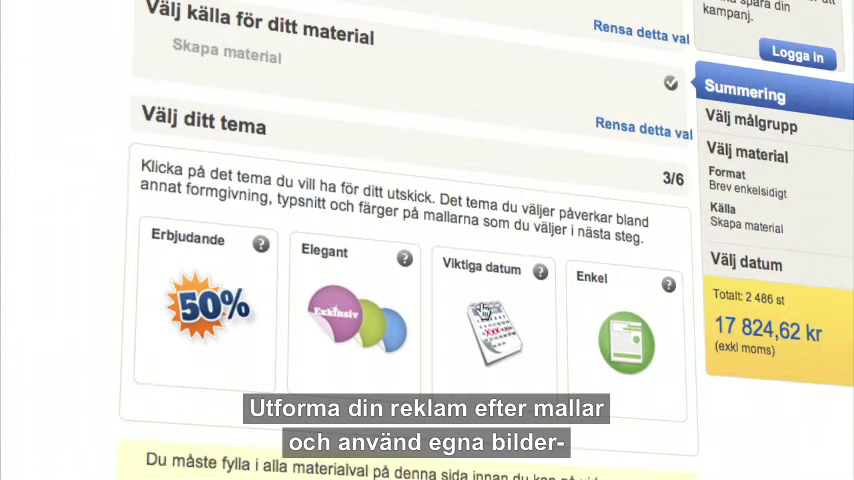 Välj källa för ditt material
Rensa detta val
Skapa material
Välj ditt tema
Rensa detta val
3/6
Klicka på det tema du vill ha för ditt utskick. Det tema du väljer påverkar bland
annat formgivning, typsnitt och färger på mallarna som du väljer i nästa steg.
Erbjudande ?
50%
Elegant ?
Exklusiv
Viktiga datum ?
XXX
Enkel ?
Du måste fylla i alla materialval på denna sida innan du kan gå
spara din
kampanj.
Logga in
Summering
Välj målgrupp
Välj material
Format
Brev enkelsidigt
Källa
Skapa material
Välj datum
Totalt: 2 486 st
17 824,62 kr
(exkl moms)
Utforma din reklam efter mallar
och använd egna bilder-